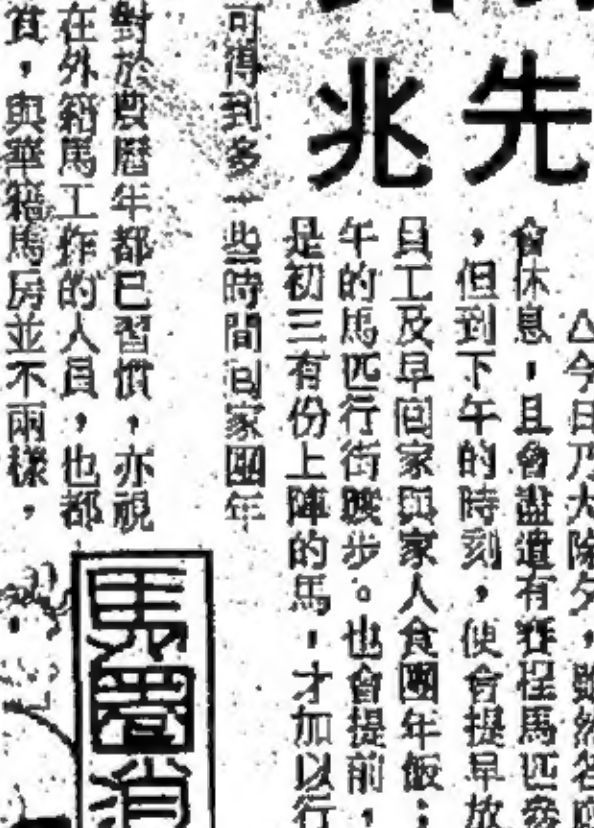 先
兆
△今日乃大除夕，雖然各
會休息，且會盡遣有賽程馬匹參
，但到下午的時刻，便會提早放
員工及早回家與家人食團年飯；
午的馬匹行街踱步。也會提前，
是初三有份上陣的馬，才加以行
可得到多一些時間回家團年
對於農曆年都已習慣，亦視
在外籍馬工作的人員，也都
質，與華籍馬房並不兩樣，
馬圈消